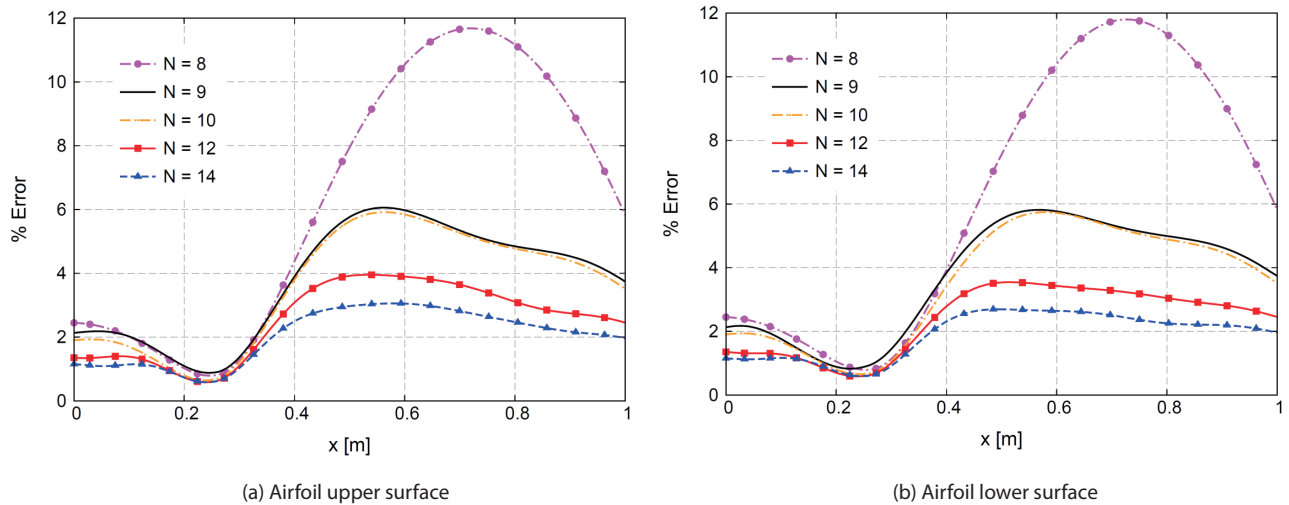 12
10
8
6
4
2
0
% Error
N = 8
N = 9
N = 10
N = 12
N = 14
0 0.2 0.4 0.6 0.8 1
x [m]
(a) Airfoil upper surface
12
10
8
6
4
2
0
% Error
N = 8
N = 9
N = 10
N = 12
N = 14
0 0.2 0.4 0.6 0.8 1
x [m]
(b) Airfoil lower surface